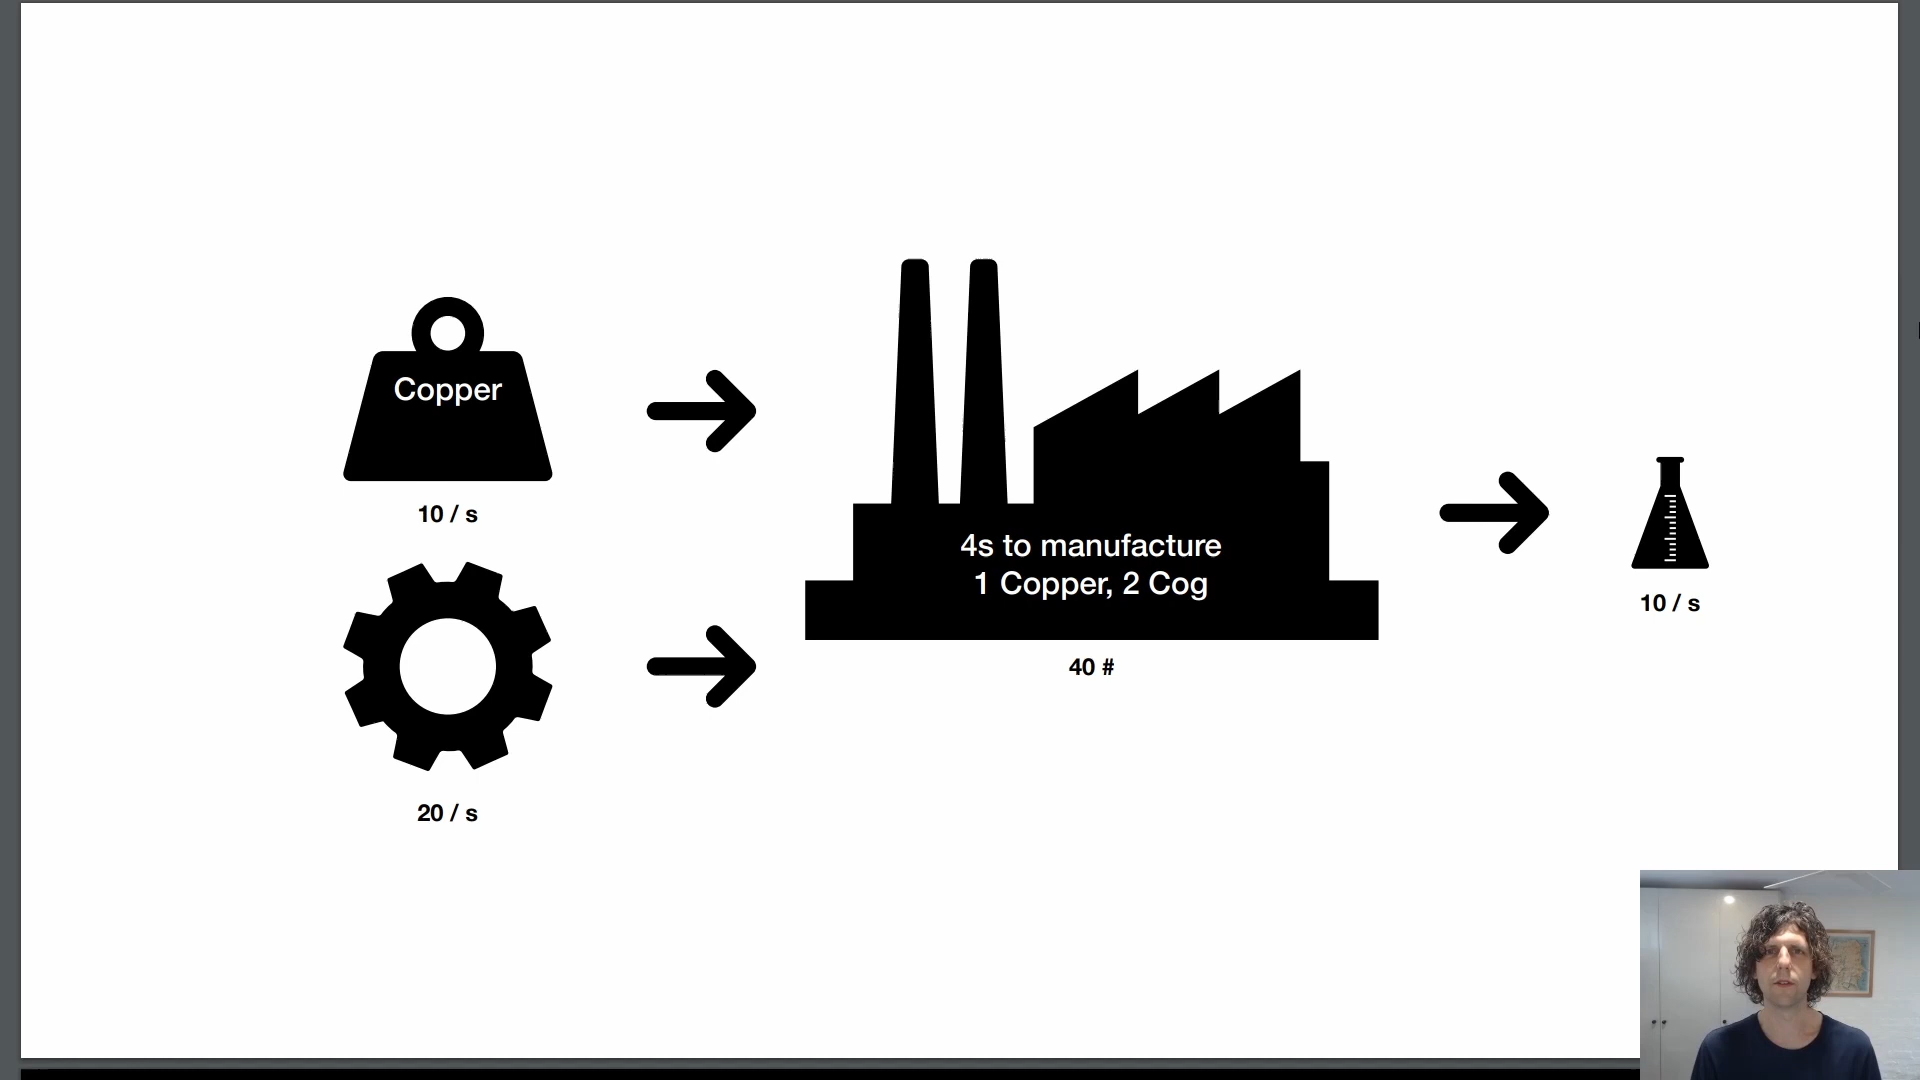 Copper
10 / s
20 / s
4s to manufacture
1 Copper, 2 Cog
40 #
10 / s